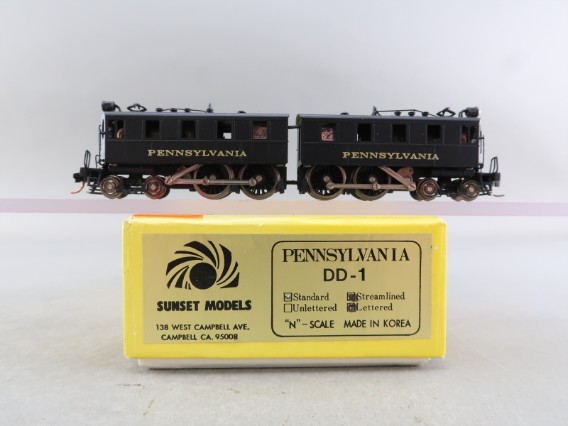 PENNSYLVANIA
PENNSYLVANIA
SUNSET MODELS
138 WEST CAMPBELL AVE,
CAMPBELL CA, 95008
PENNSYLVANIA
DD-1
Standard Streamlined
Unlettered Lettered
"N"-SCALE MADE IN KOREA